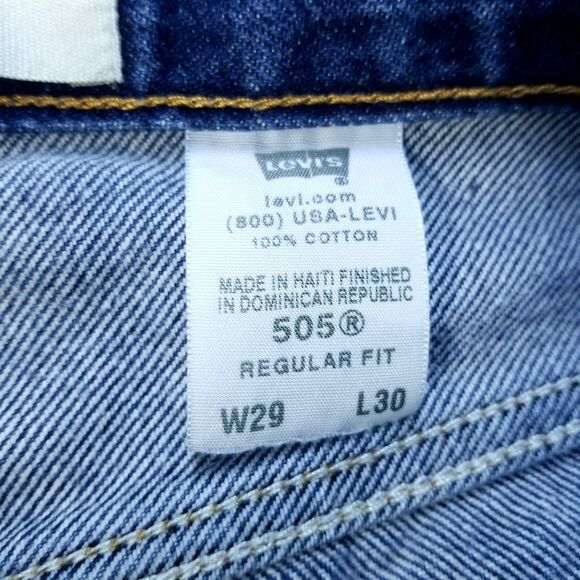 LEVI'S
®
levi.com
(800) USA-LEVI
100% COTTON
MADE IN HAITI FINISHED
IN DOMINICAN REPUBLIC
505®
REGULAR FIT
W29 L30